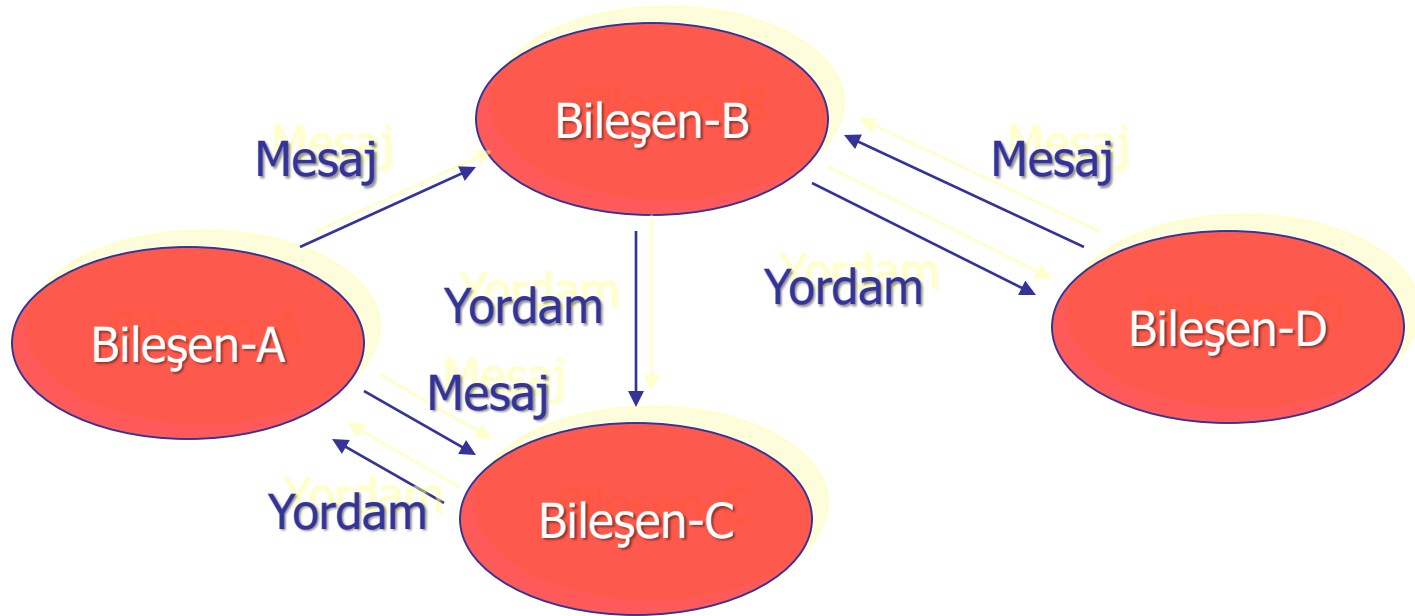 Bileşen-B
Mesaj
Mesaj
Yordam
Yordam
Bileşen-A
Bileşen-D
Mesaj
Yordam
Bileşen-C